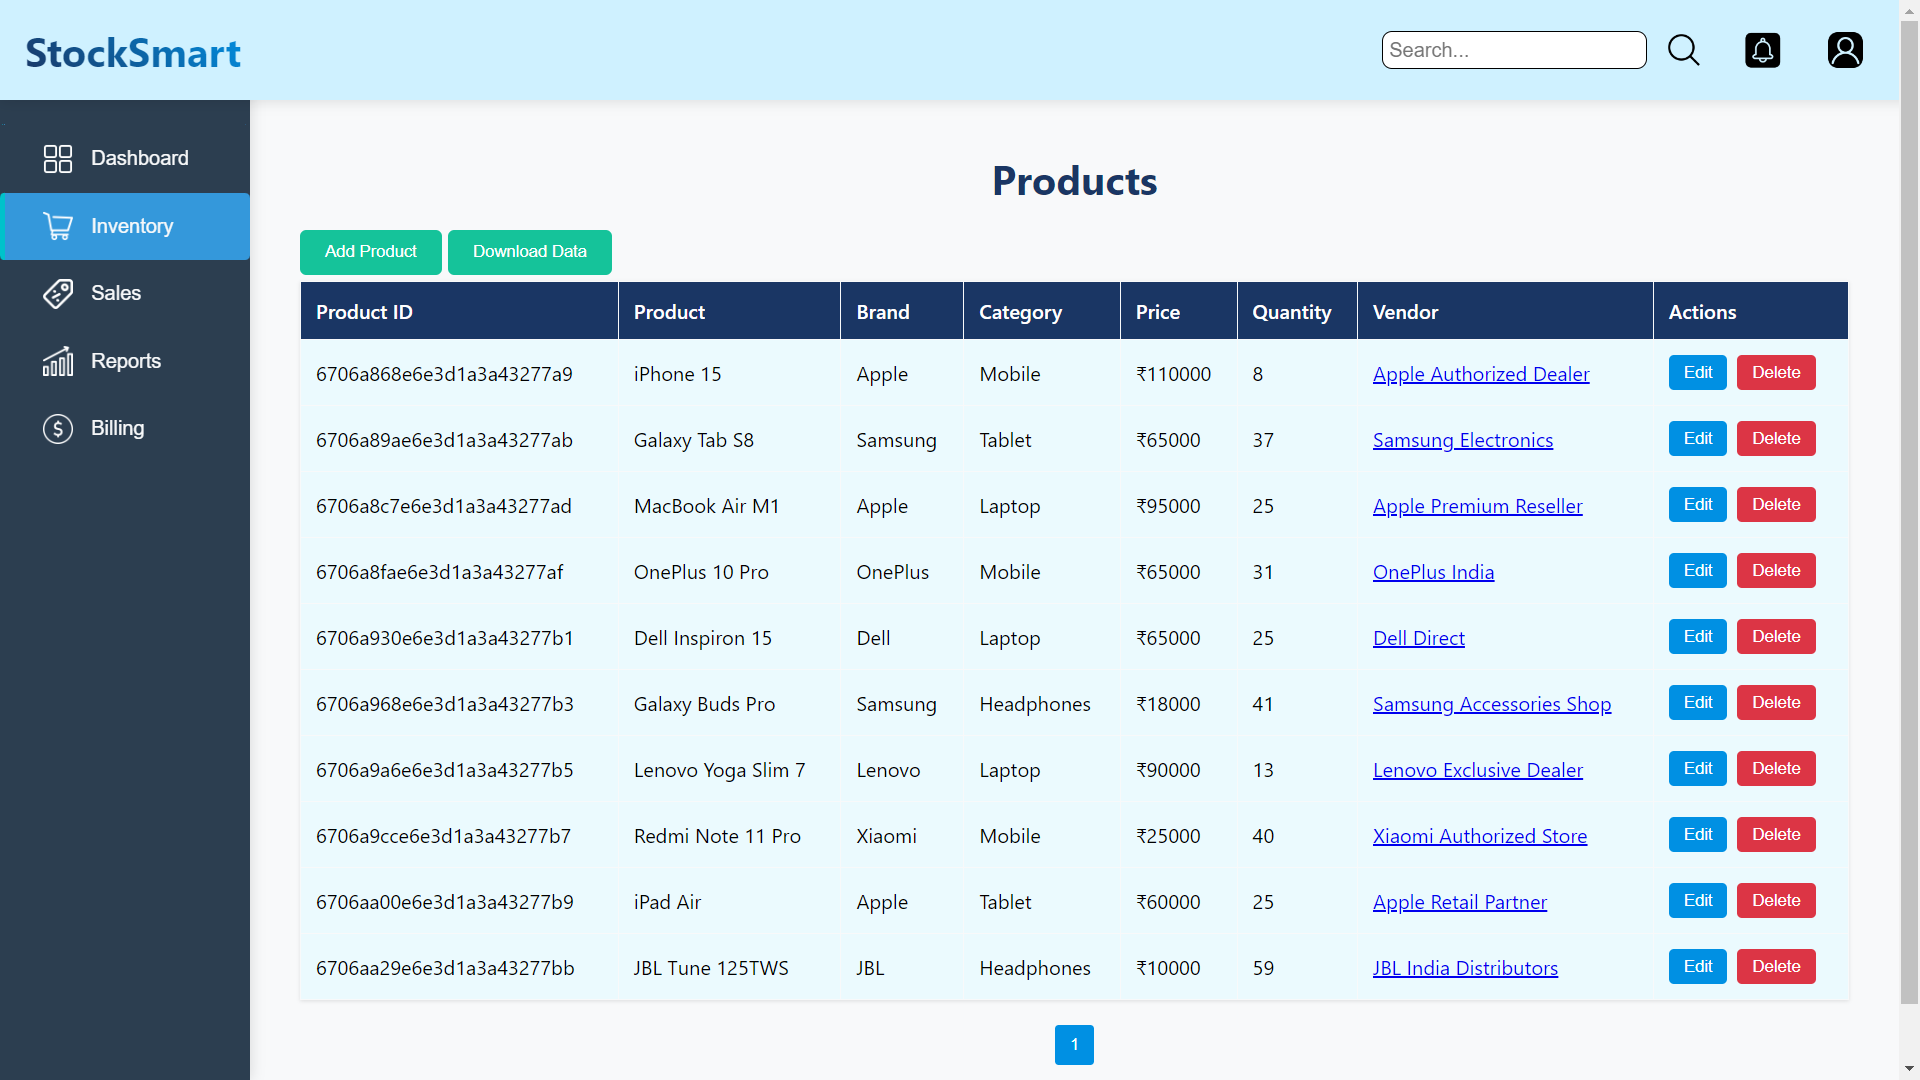 StockSmart
Search...
Dashboard
Inventory
Sales
Reports
Billing
Products
Add Product Download Data
Product ID Product Brand Category Price Quantity Vendor Actions
6706a868e6e3d1a3a43277a9 iPhone 15 Apple Mobile ₹110000 8 Apple Authorized Dealer Edit Delete
6706a89ae6e3d1a3a43277ab Galaxy Tab S8 Samsung Tablet ₹65000 37 Samsung Electronics Edit Delete
6706a8c7e6e3d1a3a43277ad MacBook Air M1 Apple Laptop ₹95000 25 Apple Premium Reseller Edit Delete
6706a8fae6e3d1a3a43277af OnePlus 10 Pro OnePlus Mobile ₹65000 31 OnePlus India Edit Delete
6706a930e6e3d1a3a43277b1 Dell Inspiron 15 Dell Laptop ₹65000 25 Dell Direct Edit Delete
6706a968e6e3d1a3a43277b3 Galaxy Buds Pro Samsung Headphones ₹18000 41 Samsung Accessories Shop Edit Delete
6706a9a6e6e3d1a3a43277b5 Lenovo Yoga Slim 7 Lenovo Laptop ₹90000 13 Lenovo Exclusive Dealer Edit Delete
6706a9cce6e3d1a3a43277b7 Redmi Note 11 Pro Xiaomi Mobile ₹25000 40 Xiaomi Authorized Store Edit Delete
6706aa00e6e3d1a3a43277b9 iPad Air Apple Tablet ₹60000 25 Apple Retail Partner Edit Delete
6706aa29e6e3d1a3a43277bb JBL Tune 125TWS JBL Headphones ₹10000 59 JBL India Distributors Edit Delete
1